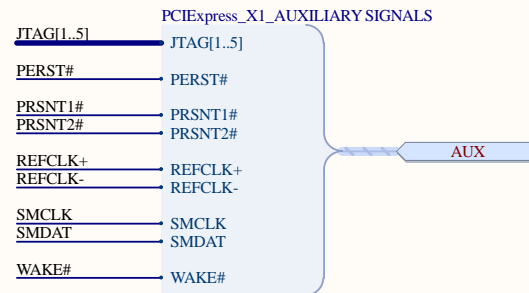 PCIExpress_X1_AUXILIARY SIGNALS
JTAG[1..5] JTAG[1..5]
PERST# PERST#
PRSNT1# PRSNT1#
PRSNT2# PRSNT2#
AUX
REFCLK+ REFCLK+
REFCLK- REFCLK-
SMCLK SMCLK
SMDAT SMDAT
WAKE# WAKE#